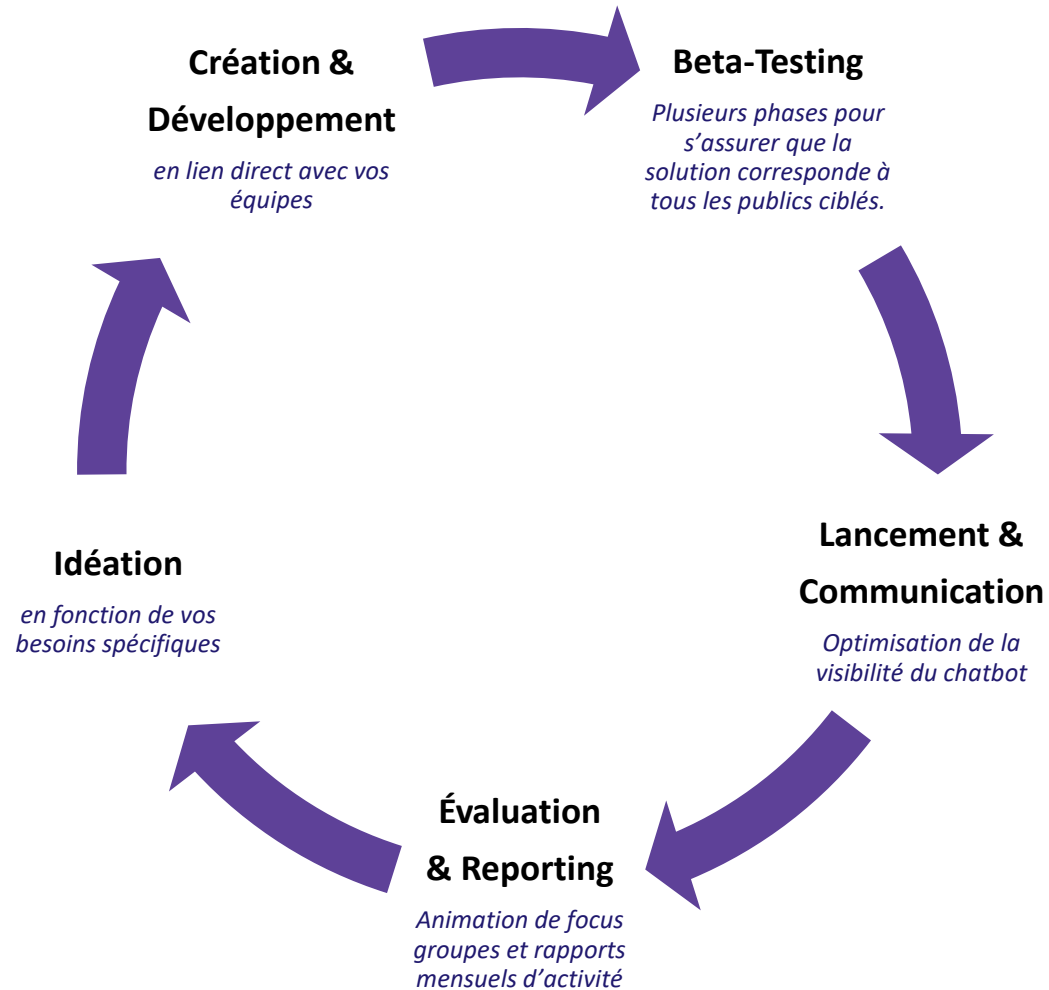 Création &
Développement
en lien direct avec vos
équipes
Beta-Testing
Plusieurs phases pour
s’assurer que la
solution corresponde à
tous les publics ciblés.
Lancement &
Communication
Optimisation de la
visibilité du chatbot
Évaluation
& Reporting
Animation de focus
groupes et rapports
mensuels d’activité
Idéation
en fonction de vos
besoins spécifiques